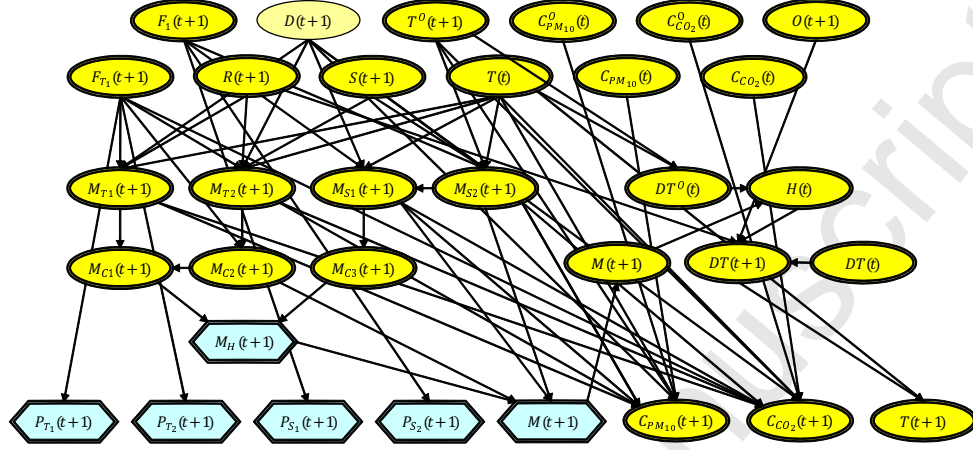 F₁(t+1) D(t+1) Tᴼ(t+1) C^O_{PM₁₀}(t) C^O_{CO₂}(t) O(t+1)
F_{T₁}(t+1) R(t+1) S(t+1) T(t) C_{PM₁₀}(t) C_{CO₂}(t)
M_{T1}(t+1) M_{T2}(t+1) M_{S1}(t+1) M_{S2}(t+1) DTᴼ(t) H(t)
M_{C1}(t+1) M_{C2}(t+1) M_{C3}(t+1) M(t+1) DT(t+1) DT(t)
M_H(t+1)
P_{T₁}(t+1) P_{T₂}(t+1) P_{S₁}(t+1) P_{S₂}(t+1) M(t+1) C_{PM₁₀}(t+1) C_{CO₂}(t+1) T(t+1)